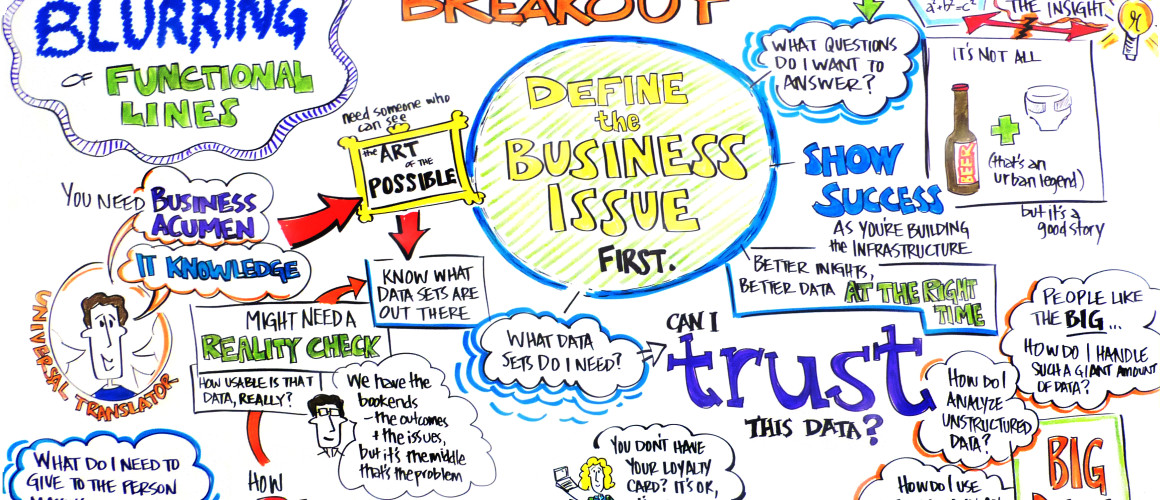 BREAKOUT
BLURRING
OF FUNCTIONAL
LINES
need someone who
can see
the ART
OF THE
POSSIBLE
YOU NEED BUSINESS
ACUMEN
IT KNOWLEDGE
UNIVERSAL TRANSLATOR
KNOW WHAT
DATA SETS ARE
OUT THERE
MIGHT NEED A
REALITY CHECK
HOW USABLE IS THAT
DATA, REALLY?
We have the
bookends
- the outcomes
+ the issues,
but it's the middle
that's the problem
WHAT DO I NEED TO
GIVE TO THE PERSON
HOW
DEFINE
the
BUSINESS
ISSUE
FIRST.
WHAT QUESTIONS
DO I WANT TO
ANSWER?
SHOW
SUCCESS
AS YOU'RE BUILDING
the INFRASTRUCTURE
BETTER INIGHTS,
BETTER DATA AT THE RIGHT
TIME
WHAT DATA
SETS DO I NEED?
CAN I
trust
THIS DATA?
YOU DON'T HAVE
YOUR LOYALTY
CARD? IT'S OK,
a²+b²=c²
THE INSIGHT
IT'S NOT ALL
BEER
(that's an
urban legend)
but it's a
good story
PEOPLE LIKE
THE BIG...
HOW DO I HANDLE
SUCH A GIANT AMOUNT
OF DATA?
HOW DO I
ANALYZE
UNSTRUCTURED
DATA?
HOW DO I USE
BIG